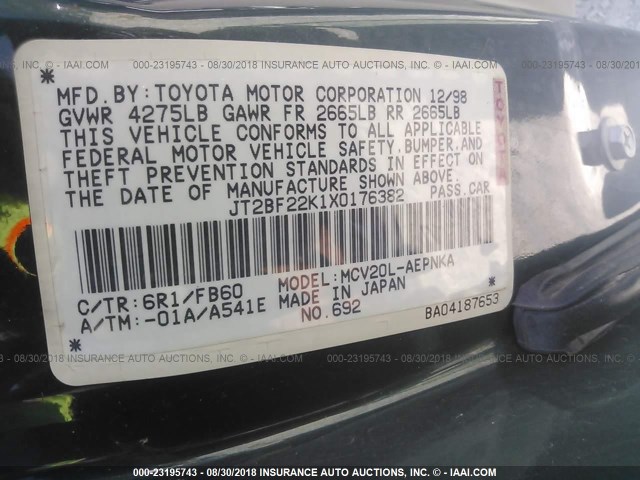 000-23195743 - 08/30/2018 INSURANCE AUTO AUCTIONS, INC. © - IAAI.COM
MFD. BY: TOYOTA MOTOR CORPORATION 12/98
GVWR 4275LB GAWR FR 2665LB RR 2665LB
THIS VEHICLE CONFORMS TO ALL APPLICABLE
FEDERAL MOTOR VEHICLE SAFETY, BUMPER, AND
THEFT PREVENTION STANDARDS IN EFFECT ON
THE DATE OF MANUFACTURE SHOWN ABOVE.
JT2BF22K1X0176382 PASS. CAR
TOYOTA
MODEL: MCV20L-AEPNKA
C/TR: 6R1/FB60 MADE IN JAPAN
A/TM: -01A/A541E NO. 692 BA04187653
000-23195743 - 08/30/2018 INSURANCE AUTO AUCTIONS, INC. © - IAAI.COM